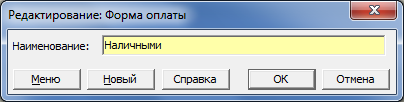 Редактирование: Форма оплаты
Наименование: Наличными
Меню Новый Справка OK Отмена